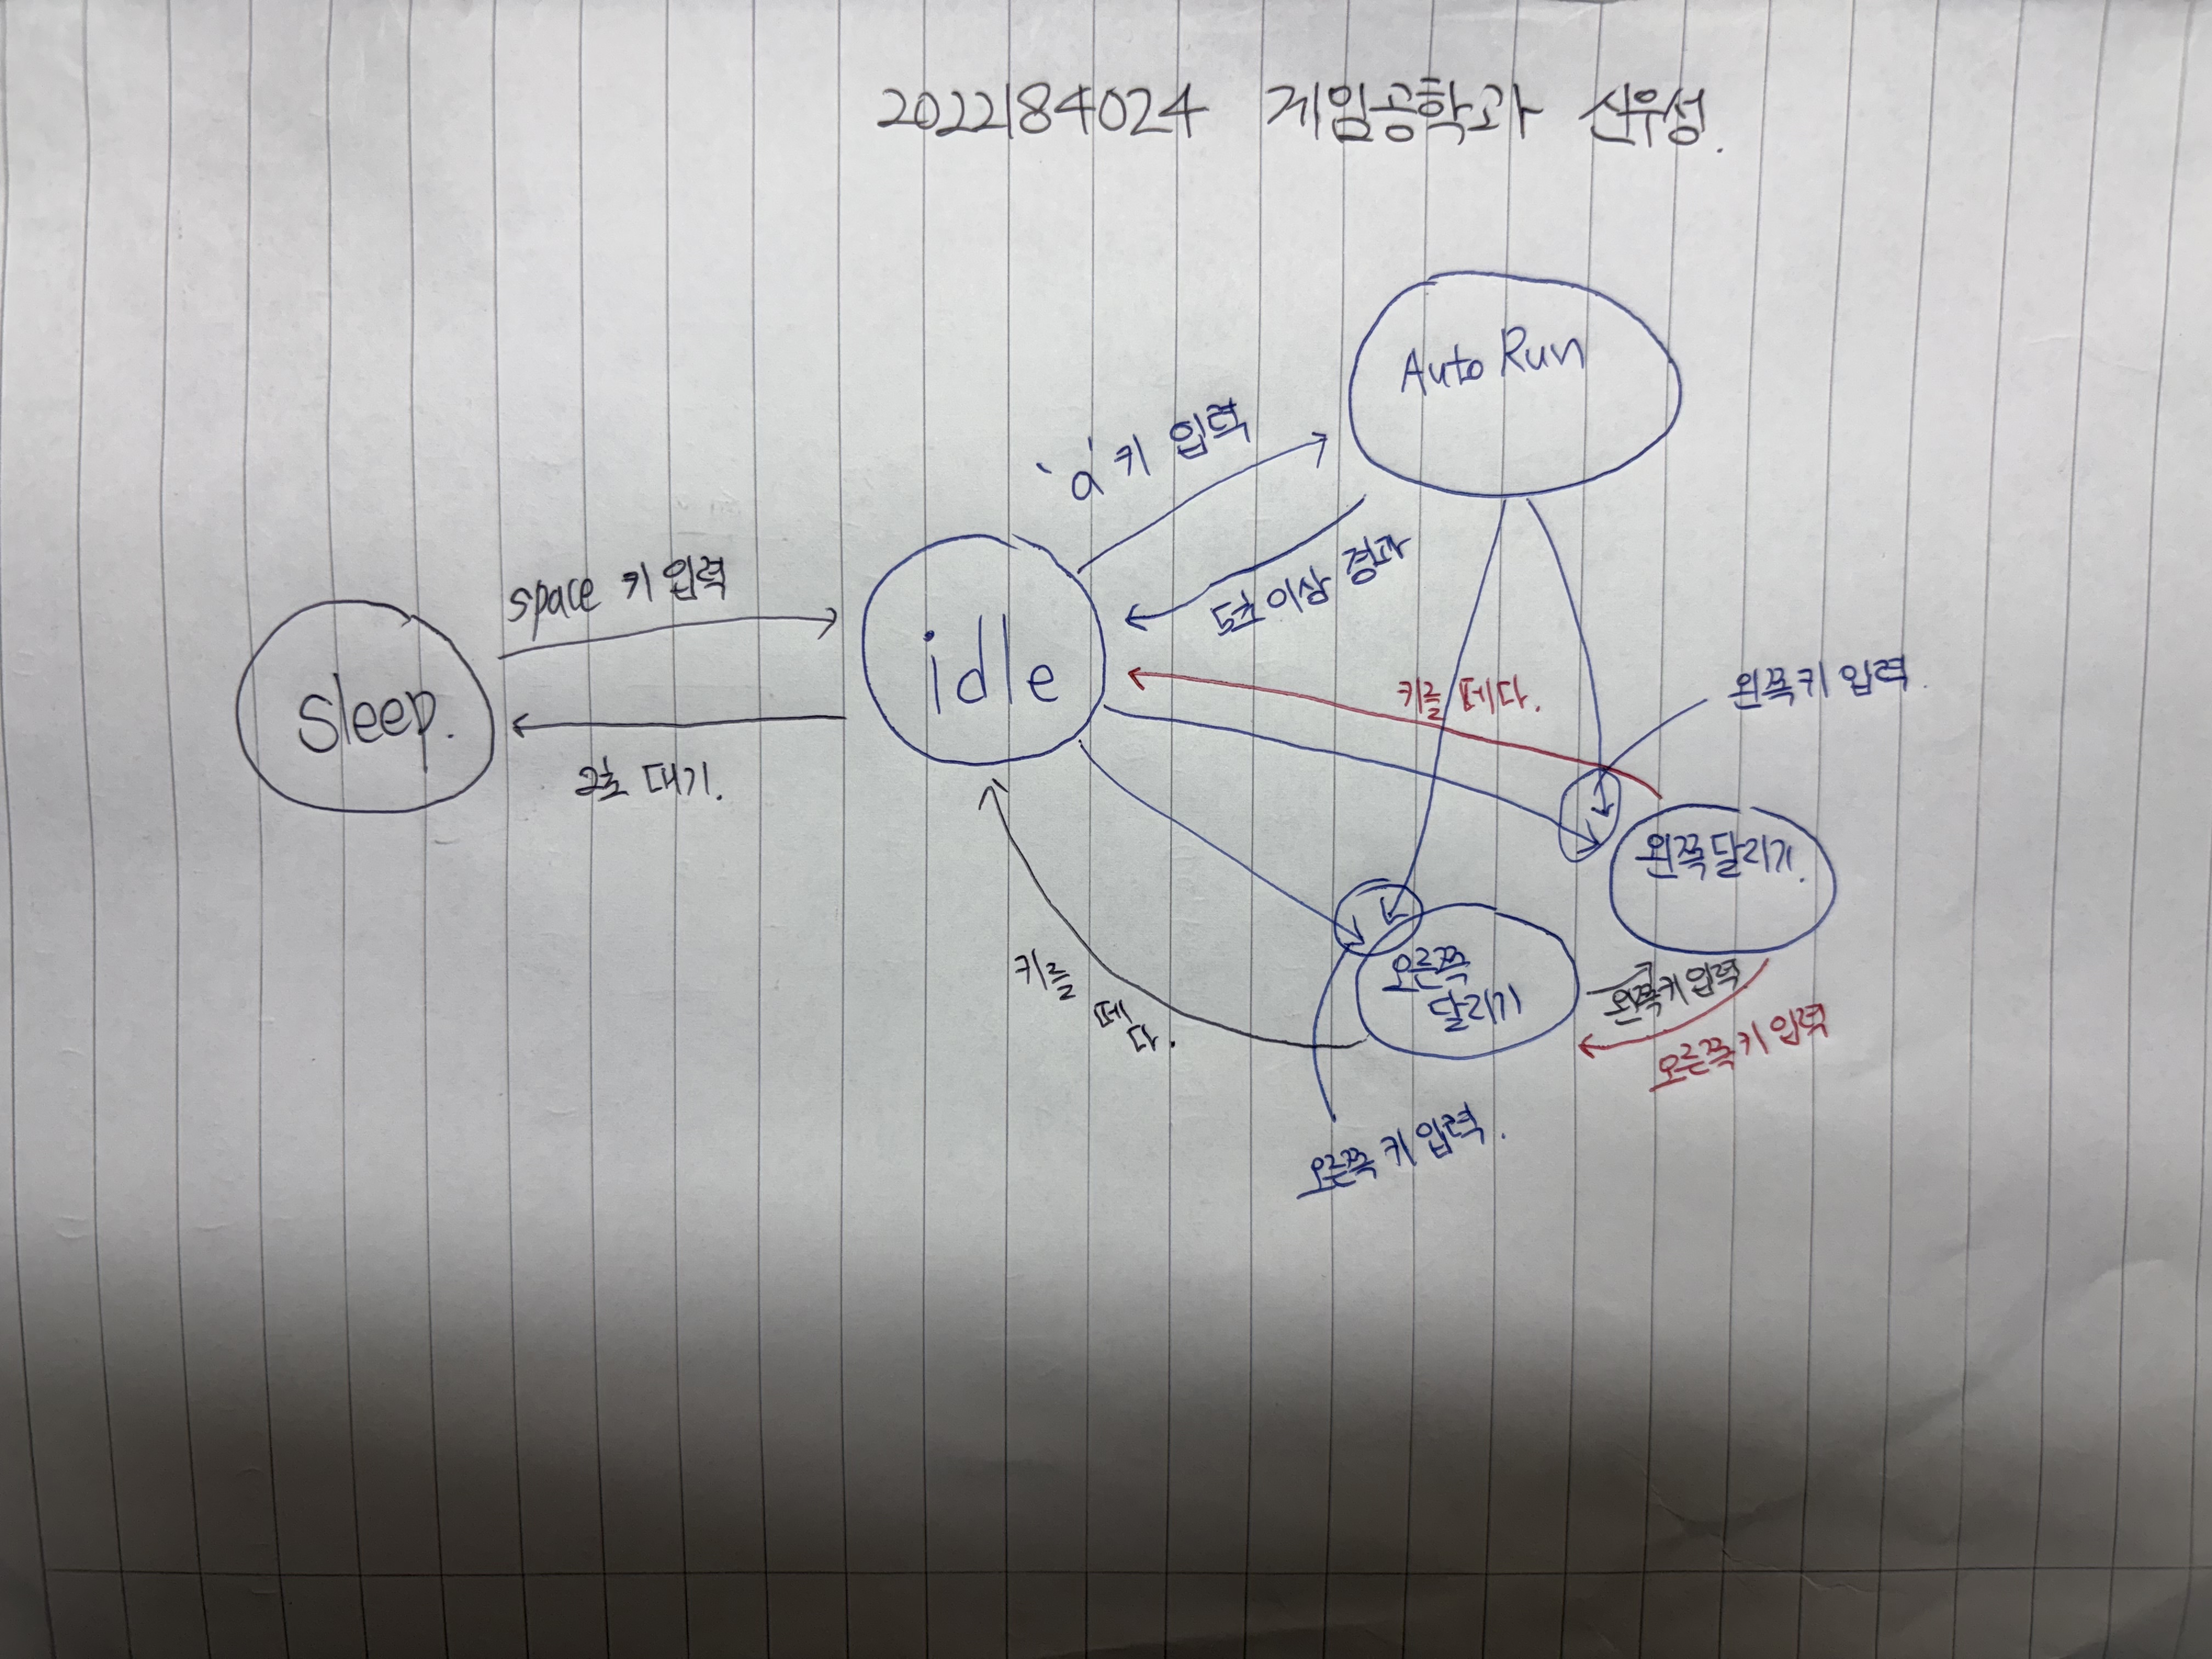 2022184024 게임공학과 신우성.
Auto Run
'a' 키 입력
5초 이상 경과
space 키 입력
idle
sleep.
2초 대기.
키를 떼다.
왼쪽키 입력.
왼쪽달리기.
오른쪽
달리기
왼쪽키 입력
오른쪽키 입력
키를
떼
다.
오른쪽 키 입력.